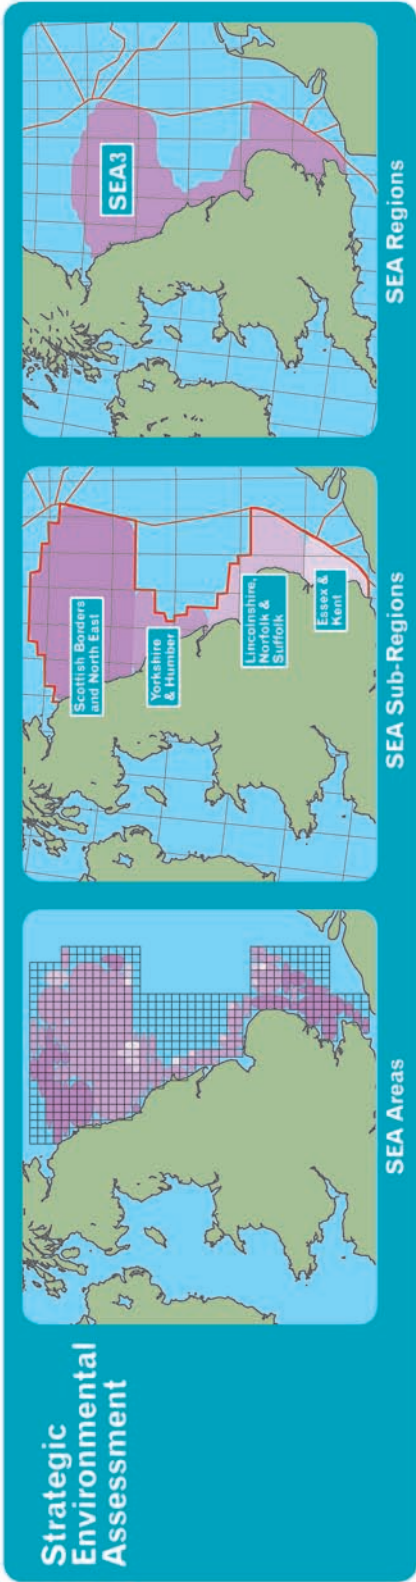 Strategic
Environmental
Assessment
SEA Areas
Scottish Borders
and North East
Yorkshire
& Humber
Lincolnshire,
Norfolk &
Suffolk
Essex &
Kent
SEA Sub-Regions
SEA3
SEA Regions